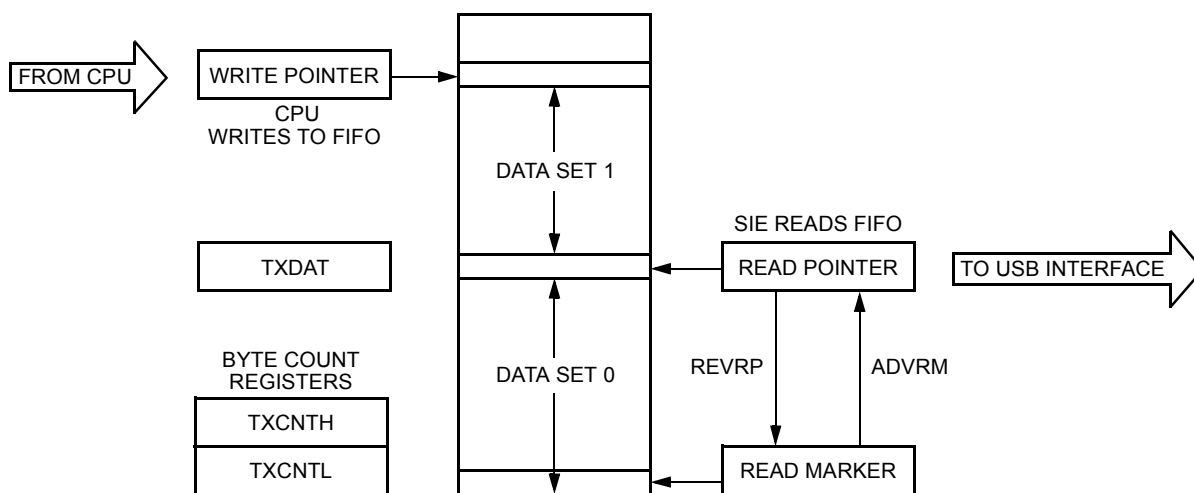 FROM CPU
WRITE POINTER
CPU
WRITES TO FIFO
DATA SET 1
SIE READS FIFO
TXDAT
READ POINTER
TO USB INTERFACE
BYTE COUNT
REGISTERS
DATA SET 0
REVRP
ADVRM
TXCNTH
TXCNTL
READ MARKER